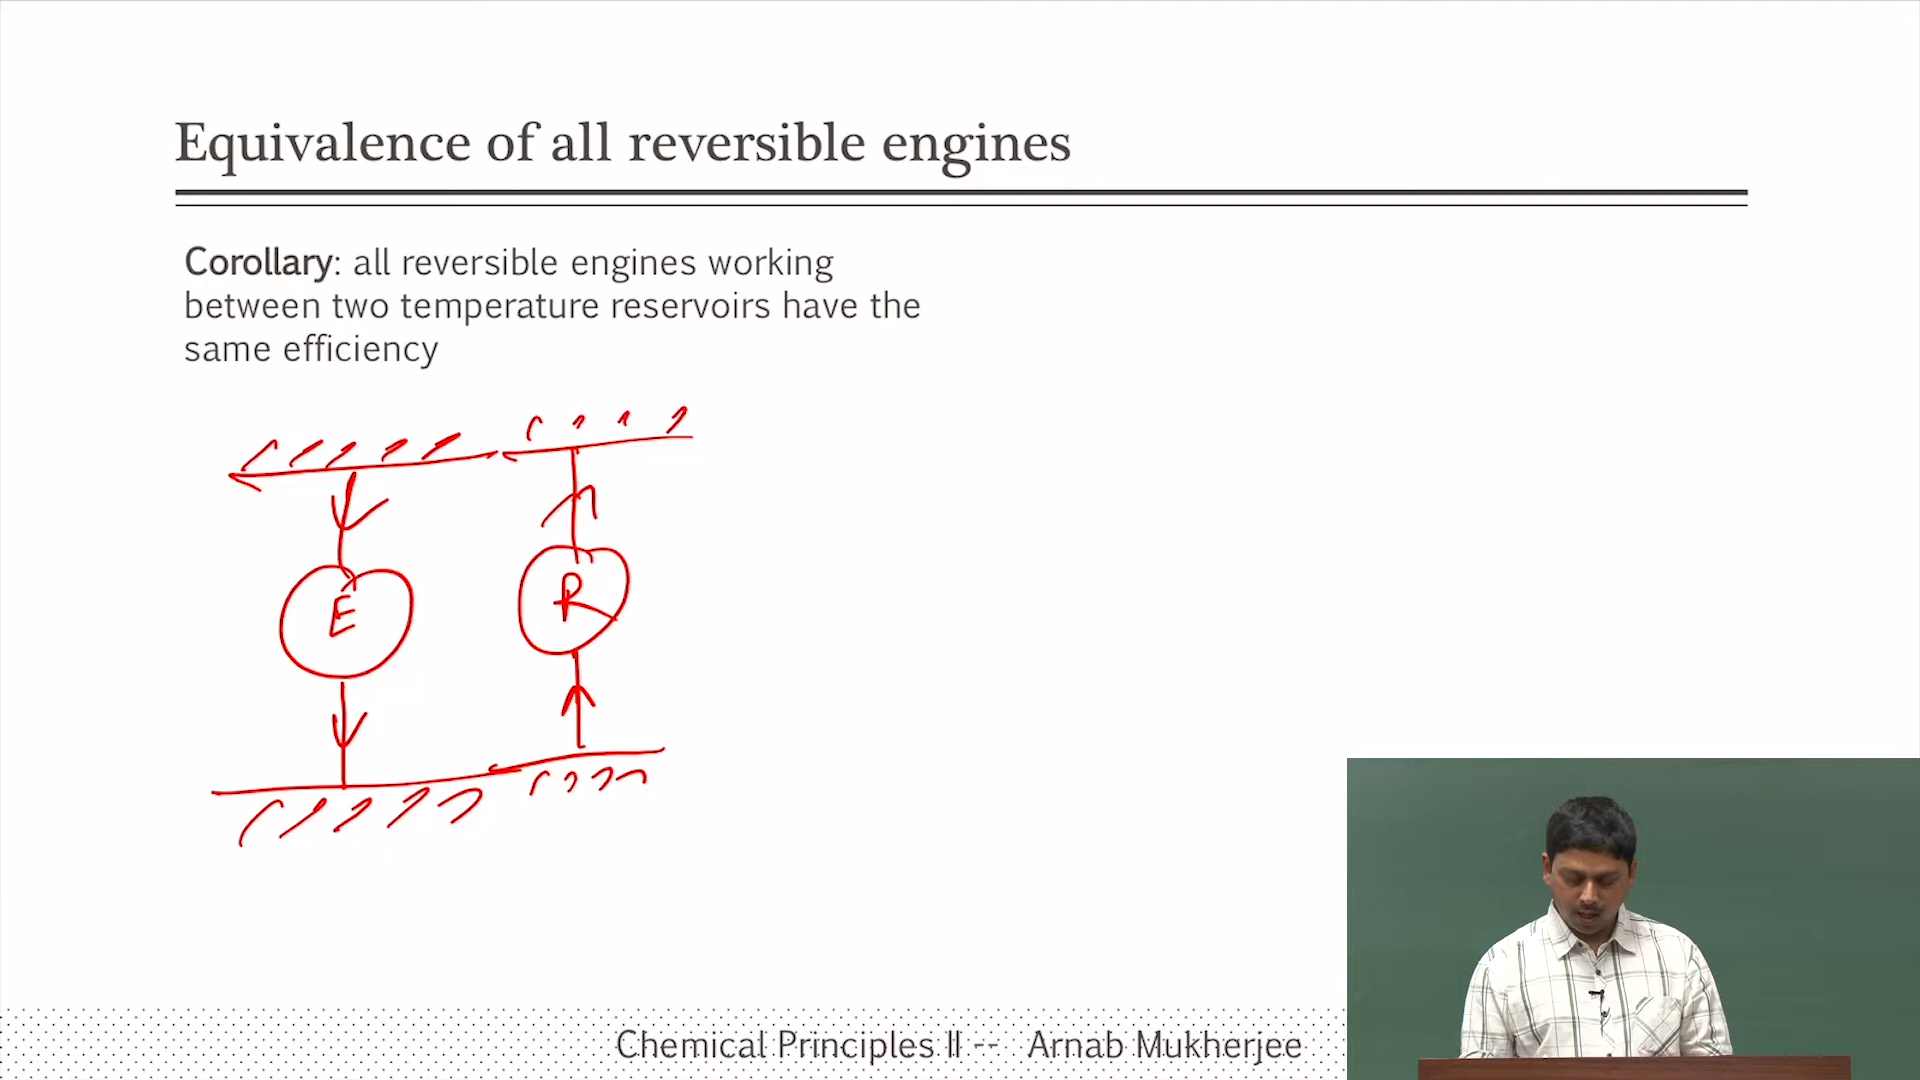 Equivalence of all reversible engines
Corollary: all reversible engines working
between two temperature reservoirs have the
same efficiency
E
R
Chemical Principles II -- Arnab Mukherjee